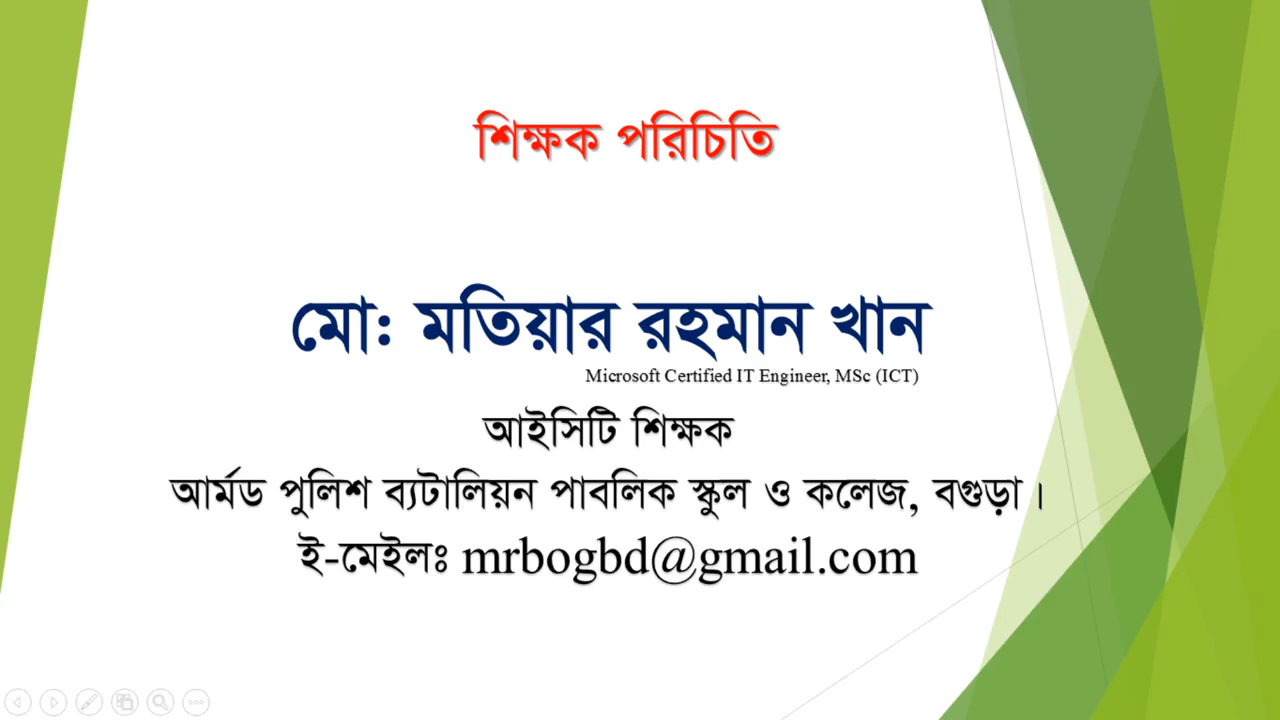 শিক্ষক পরিচিতি
মো: মতিয়ার রহমান খান
Microsoft Certified IT Engineer, MSc (ICT)
আইসিটি শিক্ষক
আর্মড পুলিশ ব্যটালিয়ন পাবলিক স্কুল ও কলেজ, বগুড়া।
ই-মেইলঃ mrbogbd@gmail.com